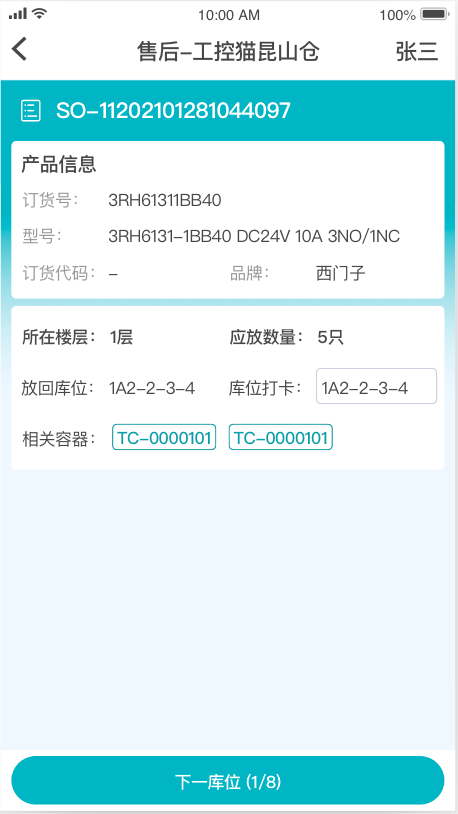 10:00 AM 100%
售后-工控猫昆山仓 张三
SO-11202101281044097
产品信息
订货号： 3RH61311BB40
型号： 3RH6131-1BB40 DC24V 10A 3NO/1NC
订货代码： - 品牌： 西门子
所在楼层： 1层 应放数量： 5只
放回库位： 1A2-2-3-4 库位打卡： 1A2-2-3-4
相关容器： TC-0000101 TC-0000101
下一库位 (1/8)